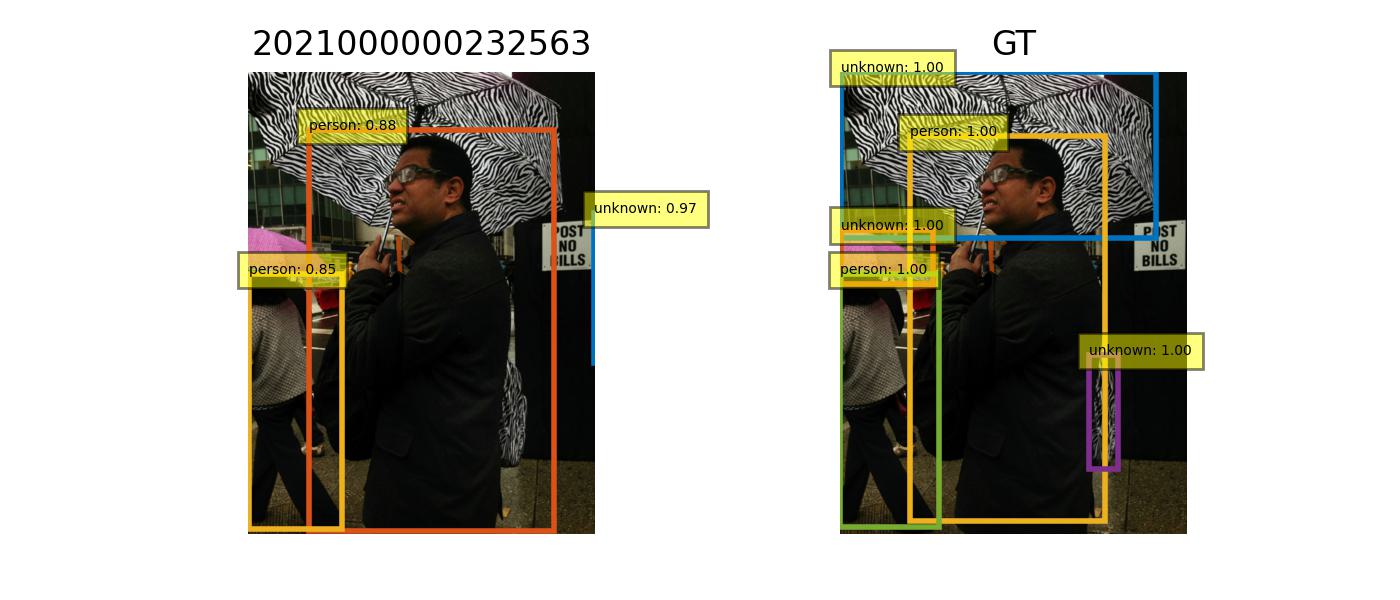 2021000000232563
person: 0.88
unknown: 0.97
POST
NO
BILLS
person: 0.85
GT
unknown: 1.00
person: 1.00
unknown: 1.00
POST
NO
BILLS
person: 1.00
unknown: 1.00